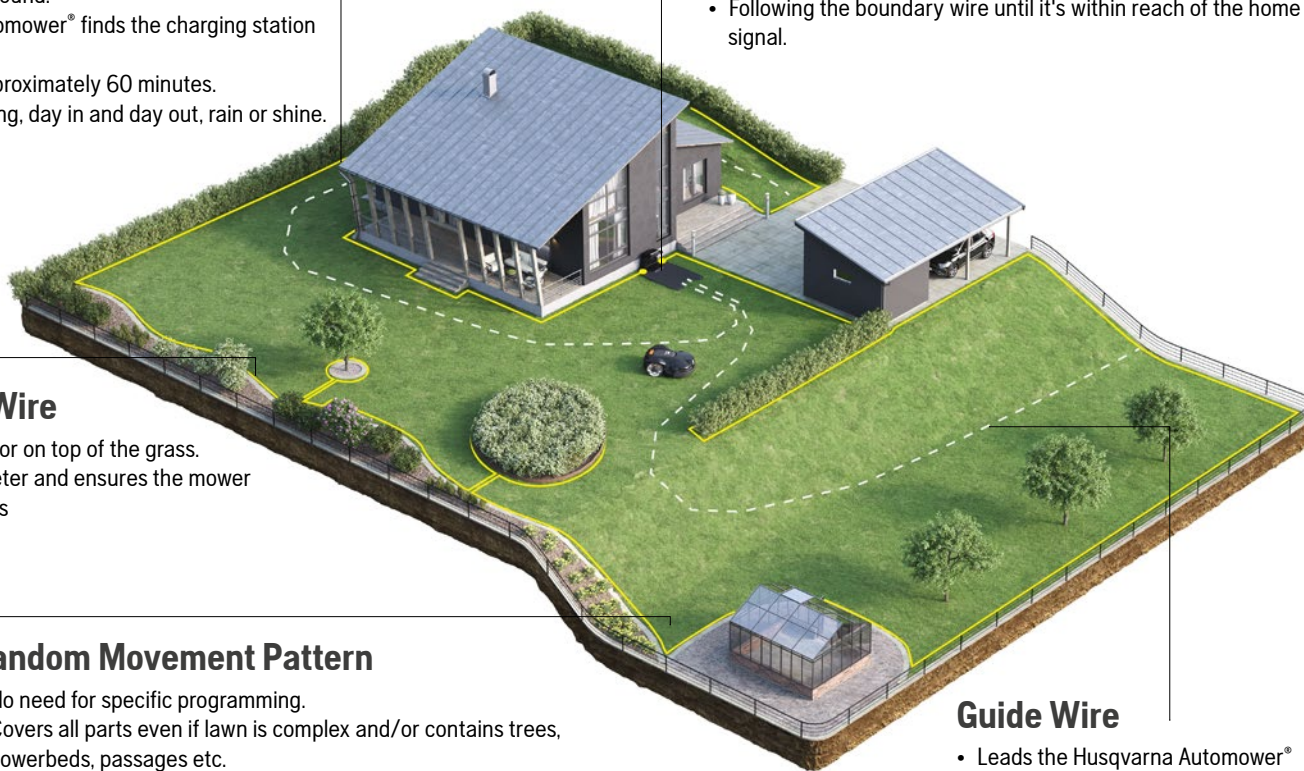 omower® finds the charging station
proximately 60 minutes.
ng, day in and day out, rain or shine.
• Following the boundary wire until it's within reach of the home
signal.
Wire
or on top of the grass.
eter and ensures the mower
s
andom Movement Pattern
No need for specific programming.
Covers all parts even if lawn is complex and/or contains trees,
owerbeds, passages etc.
Guide Wire
• Leads the Husqvarna Automower®